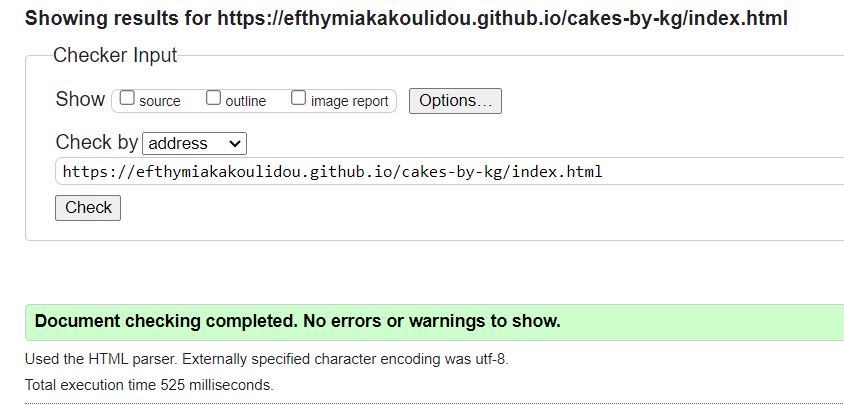 Showing results for https://efthymiakakoulidou.github.io/cakes-by-kg/index.html
Checker Input
Show source outline image report Options...
Check by address
https://efthymiakakoulidou.github.io/cakes-by-kg/index.html
Check
Document checking completed. No errors or warnings to show.
Used the HTML parser. Externally specified character encoding was utf-8.
Total execution time 525 milliseconds.